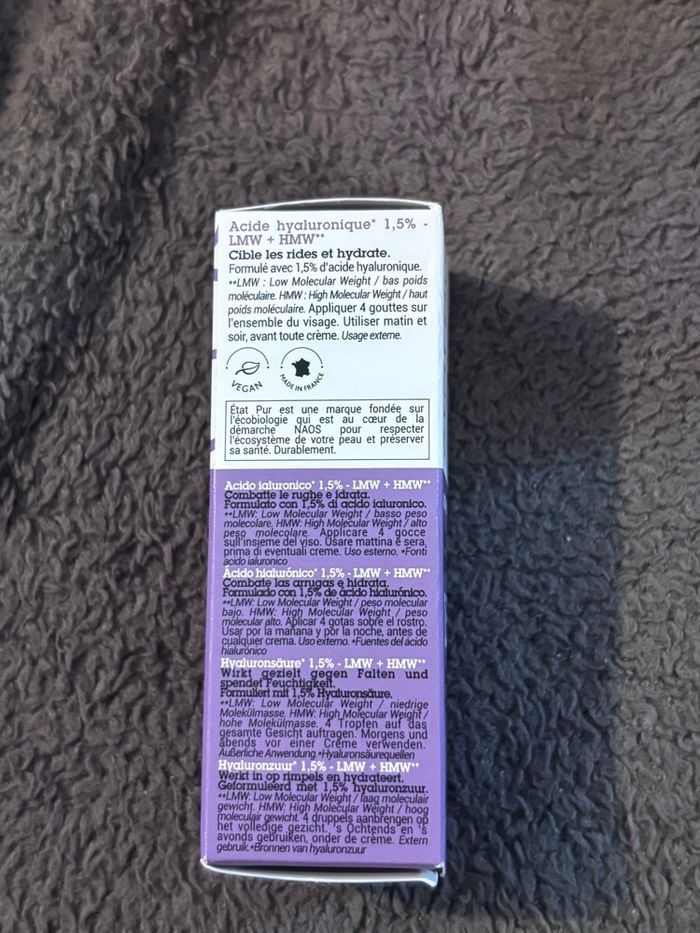 Acide hyaluronique* 1,5% -
LMW + HMW**
Cible les rides et hydrate.
Formulé avec 1,5% d'acide hyaluronique.
**LMW : Low Molecular Weight / bas poids
moléculaire. HMW : High Molecular Weight / haut
poids moléculaire. Appliquer 4 gouttes sur
l'ensemble du visage. Utiliser matin et
soir, avant toute crème. Usage externe.
VEGAN
MADE IN FRANCE
État Pur est une marque fondée sur
l'écobiologie qui est au cœur de la
démarche NAOS pour respecter
l'écosystème de votre peau et préserver
sa santé. Durablement.
Acido ialuronico* 1,5% - LMW + HMW**
Combatte le rughe e idrata.
Formulato con 1,5% di acido ialuronico.
**LMW: Low Molecular Weight / basso peso
molecolare. HMW: High Molecular Weight / alto
peso molecolare. Applicare 4 gocce
sull'insieme del viso. Usare mattina e sera,
prima di eventuali creme. Uso esterno. *Fonti
acido ialuronico
Ácido hialurónico* 1,5% - LMW + HMW**
Combate las arrugas e hidrata.
Formulado con 1,5% de ácido hialurónico.
**LMW: Low Molecular Weight / peso molecular
bajo. HMW: High Molecular Weight / peso
molecular alto. Aplicar 4 gotas sobre el rostro.
Usar por la mañana y por la noche, antes de
cualquier crema. Uso externo. *Fuentes del ácido
hialurónico
Hyaluronsäure* 1,5% - LMW + HMW**
Wirkt gezielt gegen Falten und
spendet Feuchtigkeit.
Formuliert mit 1,5% Hyaluronsäure.
**LMW: Low Molecular Weight / niedrige
Molekülmasse. HMW: High Molecular Weight /
hohe Molekülmasse. 4 Tropfen auf das
gesamte Gesicht auftragen. Morgens und
abends vor einer Creme verwenden.
Äußerliche Anwendung.*Hyaluronsäurequellen
Hyaluronzuur* 1,5% - LMW + HMW**
Werkt in op rimpels en hydrateert.
Geformuleerd met 1,5% hyaluronzuur.
**LMW: Low Molecular Weight / laag moleculair
gewicht. HMW: High Molecular Weight / hoog
moleculair gewicht. 4 druppels aanbrengen op
het volledige gezicht. 's Ochtends en 's
avonds gebruiken, onder de crème. Extern
gebruik.*Bronnen van hyaluronzuur